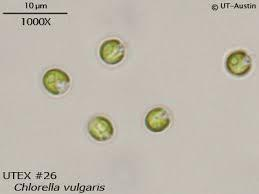 10 µm
1000X
© UT-Austin
UTEX #26
Chlorella vulgaris